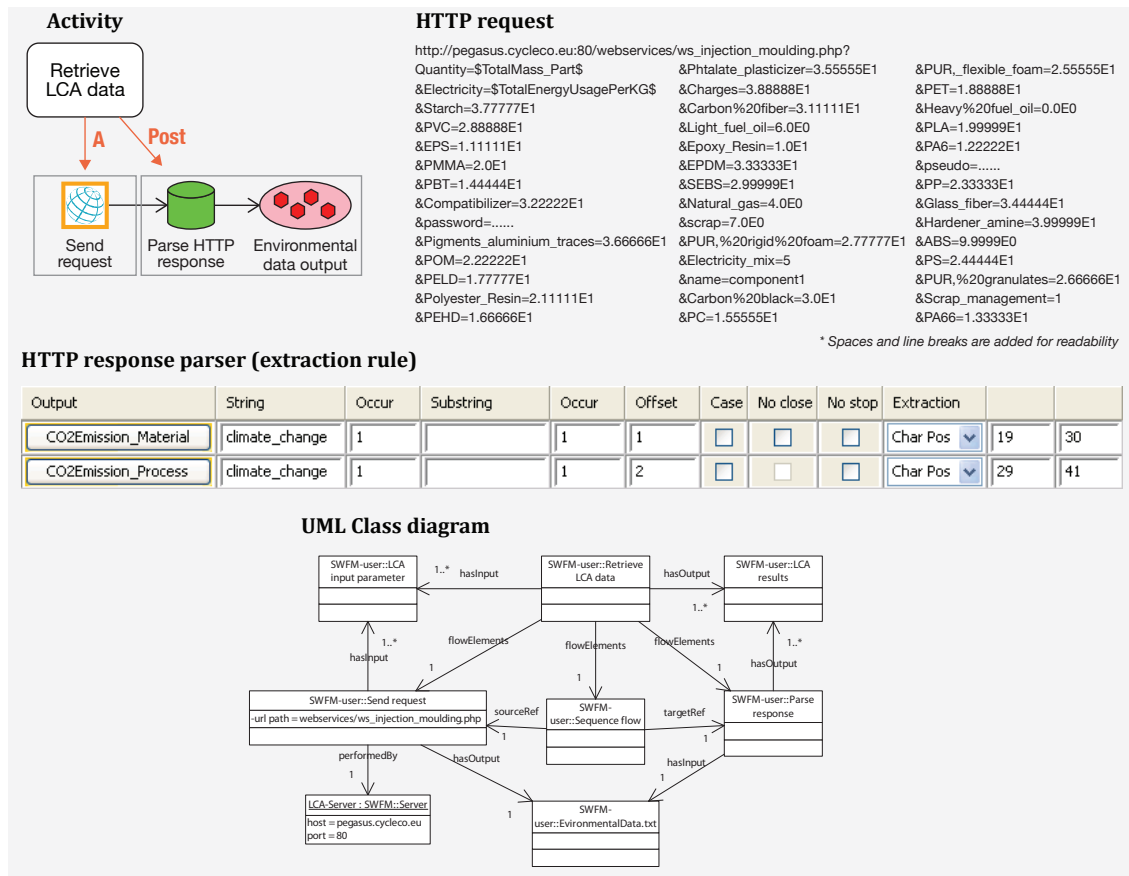 Activity
Retrieve
LCA data
A
Post
Send
request
Parse HTTP
response
Environmental
data output
HTTP request
http://pegasus.cycleco.eu:80/webservices/ws_injection_moulding.php?
Quantity=$TotalMass_Part$
&Electricity=$TotalEnergyUsagePerKG$
&Starch=3.77777E1
&PVC=2.88888E1
&EPS=1.11111E1
&PMMA=2.0E1
&PBT=1.44444E1
&Compatibilizer=3.22222E1
&password=......
&Pigments_aluminium_traces=3.66666E1
&POM=2.22222E1
&PELD=1.77777E1
&Polyester_Resin=2.11111E1
&PEHD=1.66666E1
&Phtalate_plasticizer=3.55555E1
&Charges=3.88888E1
&Carbon%20fiber=3.11111E1
&Light_fuel_oil=6.0E0
&Epoxy_Resin=1.0E1
&EPDM=3.33333E1
&SEBS=2.99999E1
&Natural_gas=4.0E0
&scrap=7.0E0
&PUR,%20rigid%20foam=2.77777E1
&Electricity_mix=5
&name=component1
&Carbon%20black=3.0E1
&PC=1.55555E1
&PUR,_flexible_foam=2.55555E1
&PET=1.88888E1
&Heavy%20fuel_oil=0.0E0
&PLA=1.99999E1
&PA6=1.22222E1
&pseudo=......
&PP=2.33333E1
&Glass_fiber=3.44444E1
&Hardener_amine=3.99999E1
&ABS=9.9999E0
&PS=2.44444E1
&PUR,%20granulates=2.66666E1
&Scrap_management=1
&PA66=1.33333E1
* Spaces and line breaks are added for readability
HTTP response parser (extraction rule)
Output String Occur Substring Occur Offset Case No close No stop Extraction
CO2Emission_Material climate_change 1 1 1 Char Pos 19 30
CO2Emission_Process climate_change 1 1 2 Char Pos 29 41
UML Class diagram
SWFM-user::LCA
input parameter
1..*
hasInput
SWFM-user::Retrieve
LCA data
hasOutput
1..*
SWFM-user::LCA
results
1..*
hasInput
flowElements
1
flowElements
1
flowElements
1
1..*
hasOutput
SWFM-user::Send request
-url path = webservices/ws_injection_moulding.php
sourceRef
1
SWFM-
user::Sequence flow
targetRef
1
SWFM-user::Parse
response
performedBy
1
hasOutput
1
hasInput
1
LCA-Server : SWFM::Server
host = pegasus.cycleco.eu
port = 80
SWFM-
user::EvironmentalData.txt